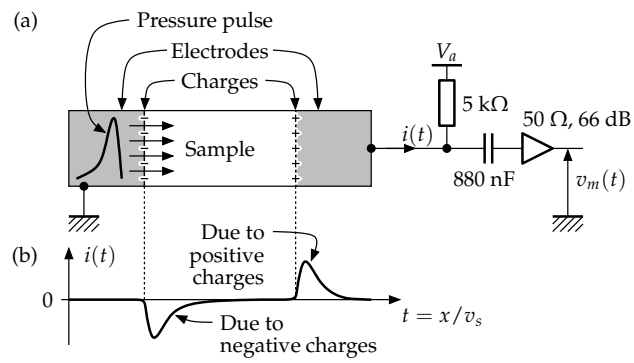 (a)
Pressure pulse
Electrodes
Charges
Sample
V_a
5 kΩ
50 Ω, 66 dB
i(t)
880 nF
v_m(t)
(b)
i(t)
Due to
positive
charges
0
t = x/v_s
Due to
negative charges